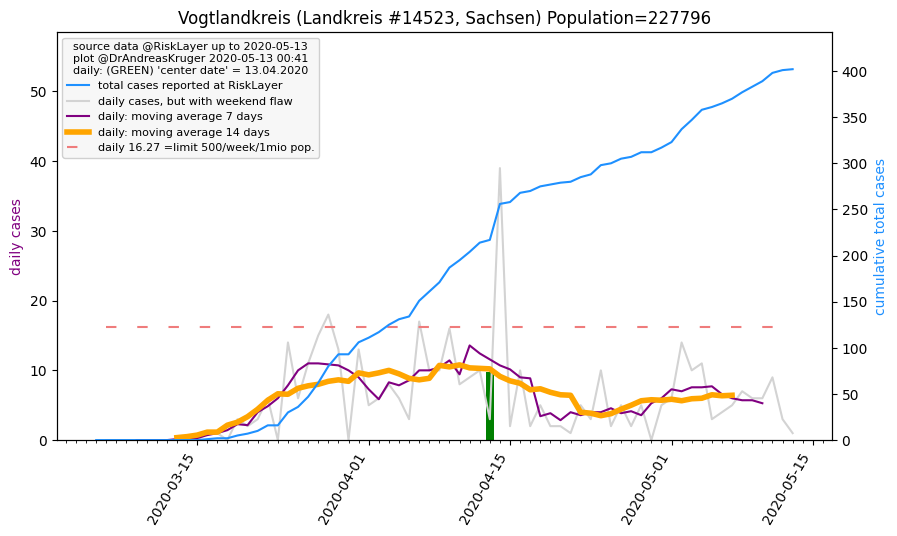 Vogtlandkreis (Landkreis #14523, Sachsen) Population=227796
source data @RiskLayer up to 2020-05-13
plot @DrAndreasKruger 2020-05-13 00:41
daily: (GREEN) 'center date' = 13.04.2020
total cases reported at RiskLayer
daily cases, but with weekend flaw
daily: moving average 7 days
daily: moving average 14 days
daily 16.27 =limit 500/week/1mio pop.
daily cases
0
10
20
30
40
50
cumulative total cases
0
50
100
150
200
250
300
350
400
2020-03-15
2020-04-01
2020-04-15
2020-05-01
2020-05-15